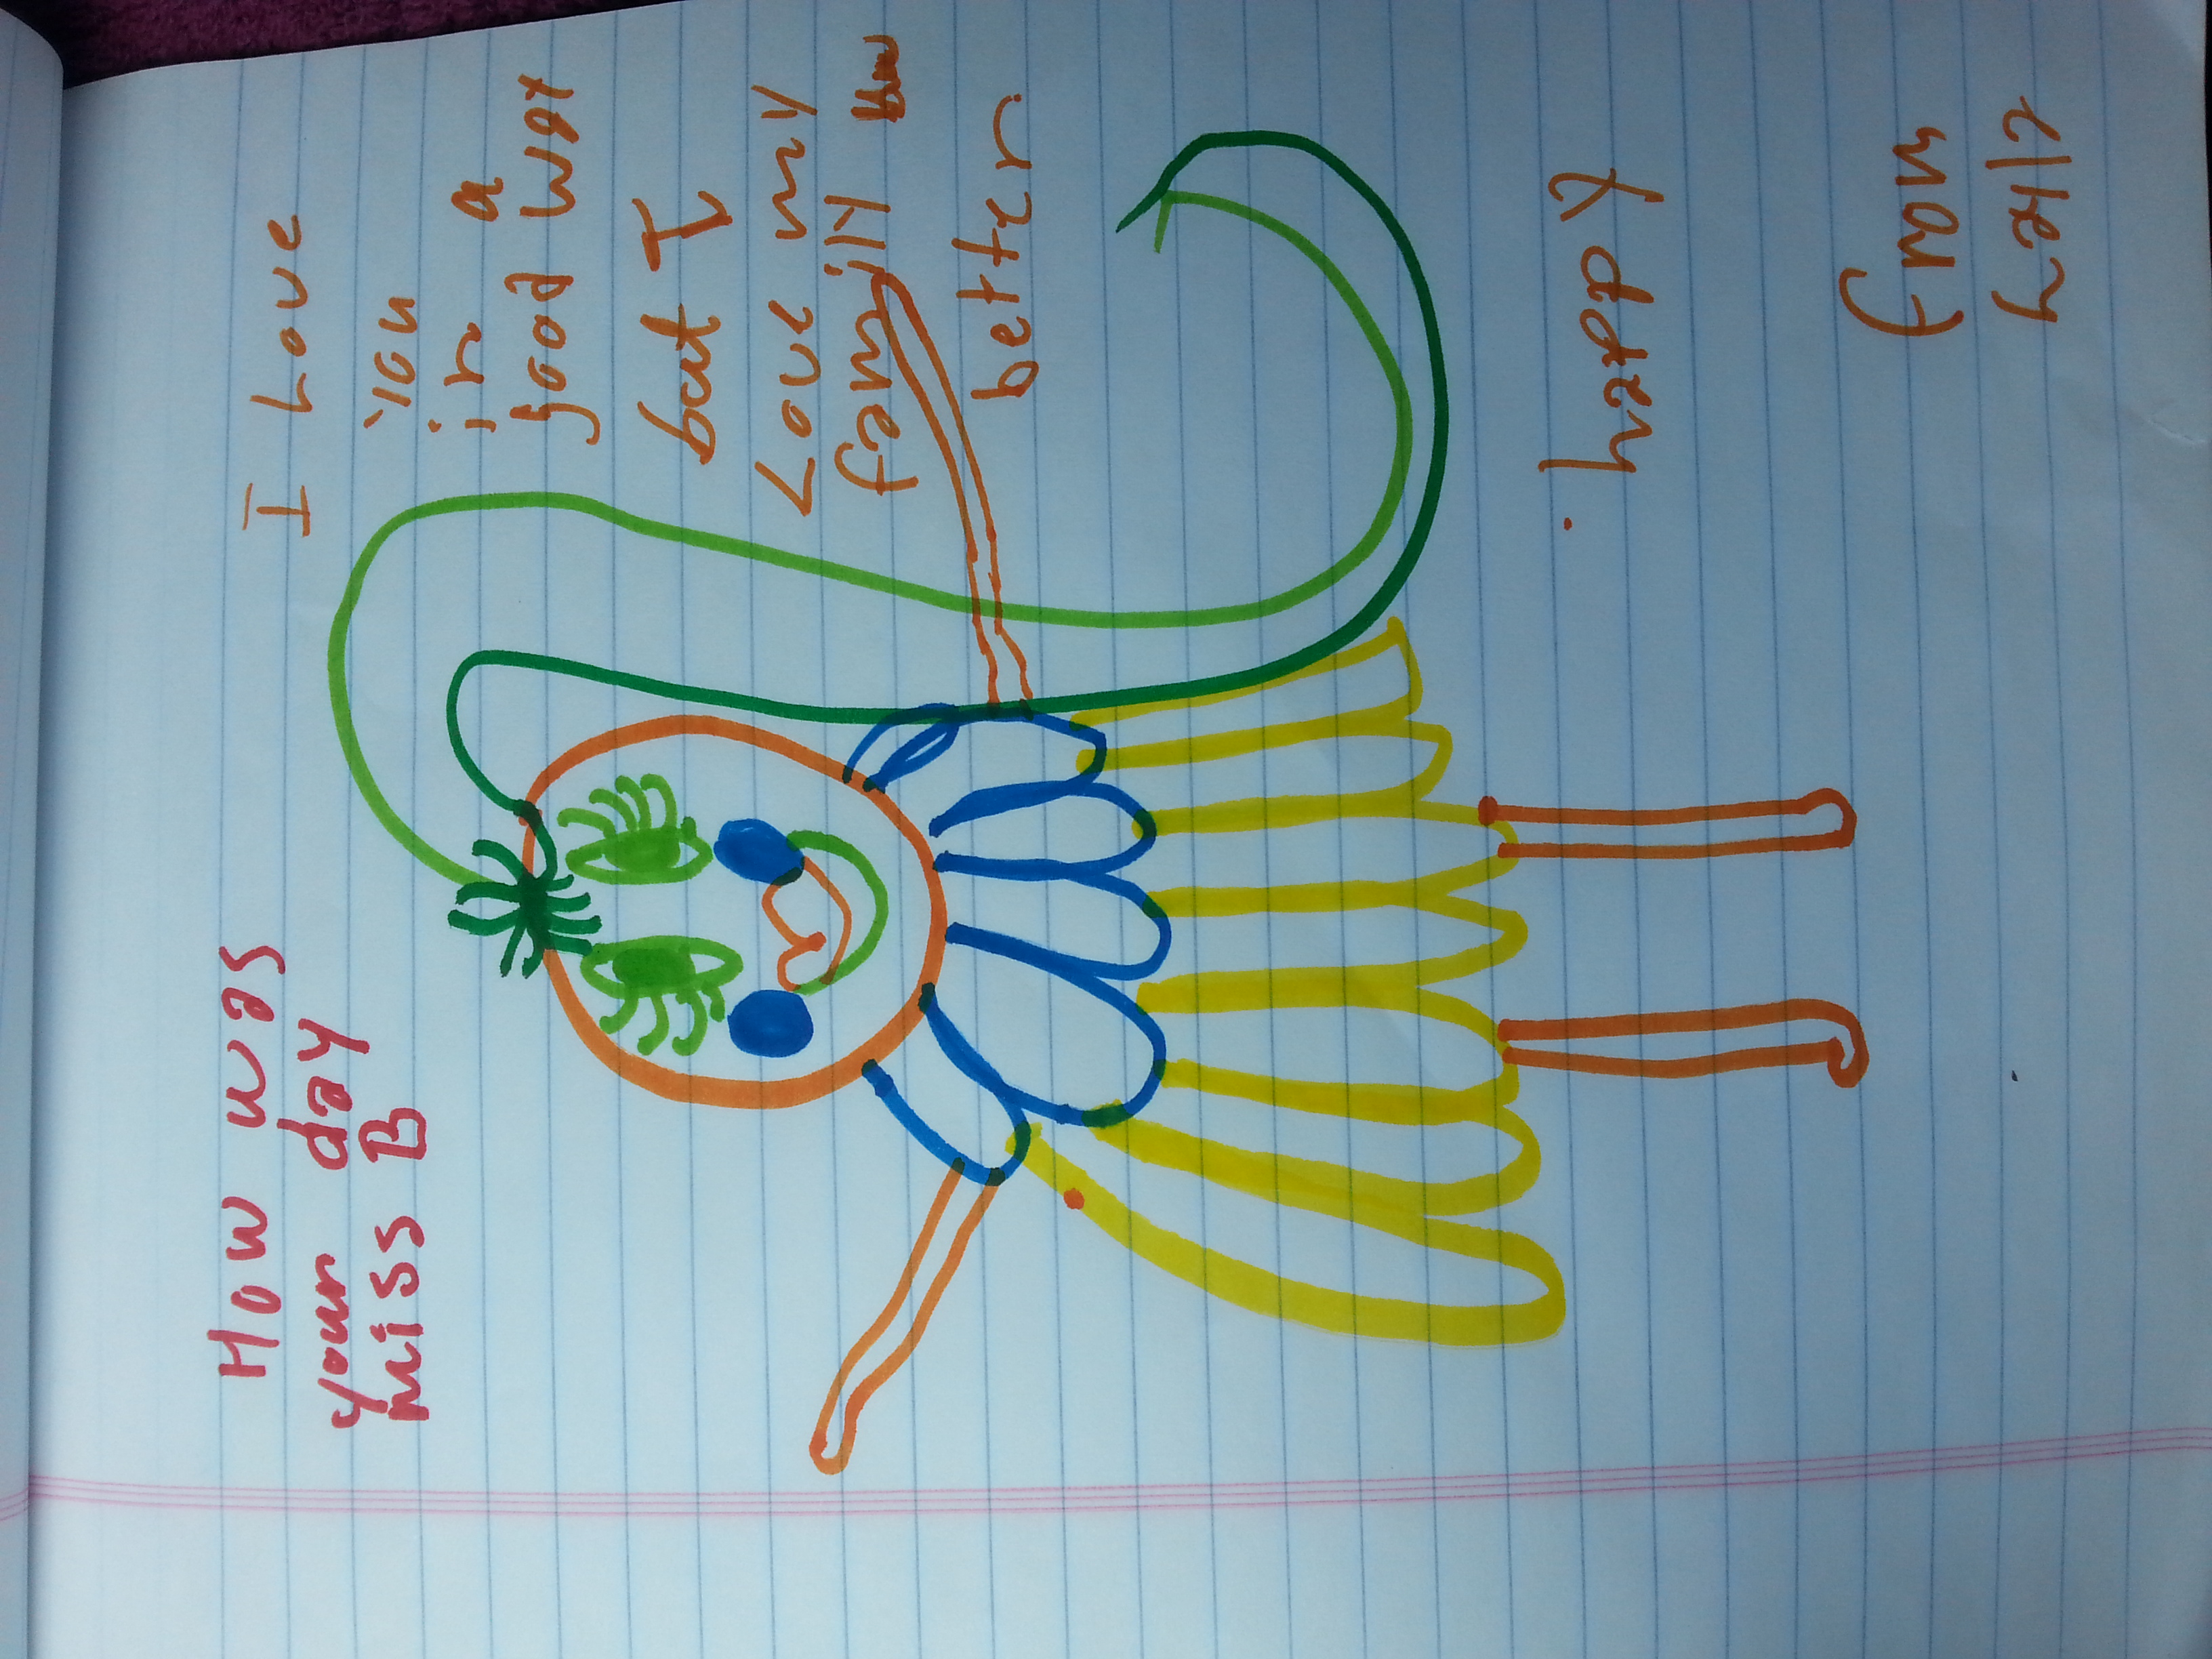 How was
your day
miss B
I Love
you
in a
good way
but I
Love my
family
better
happy
from
Layla